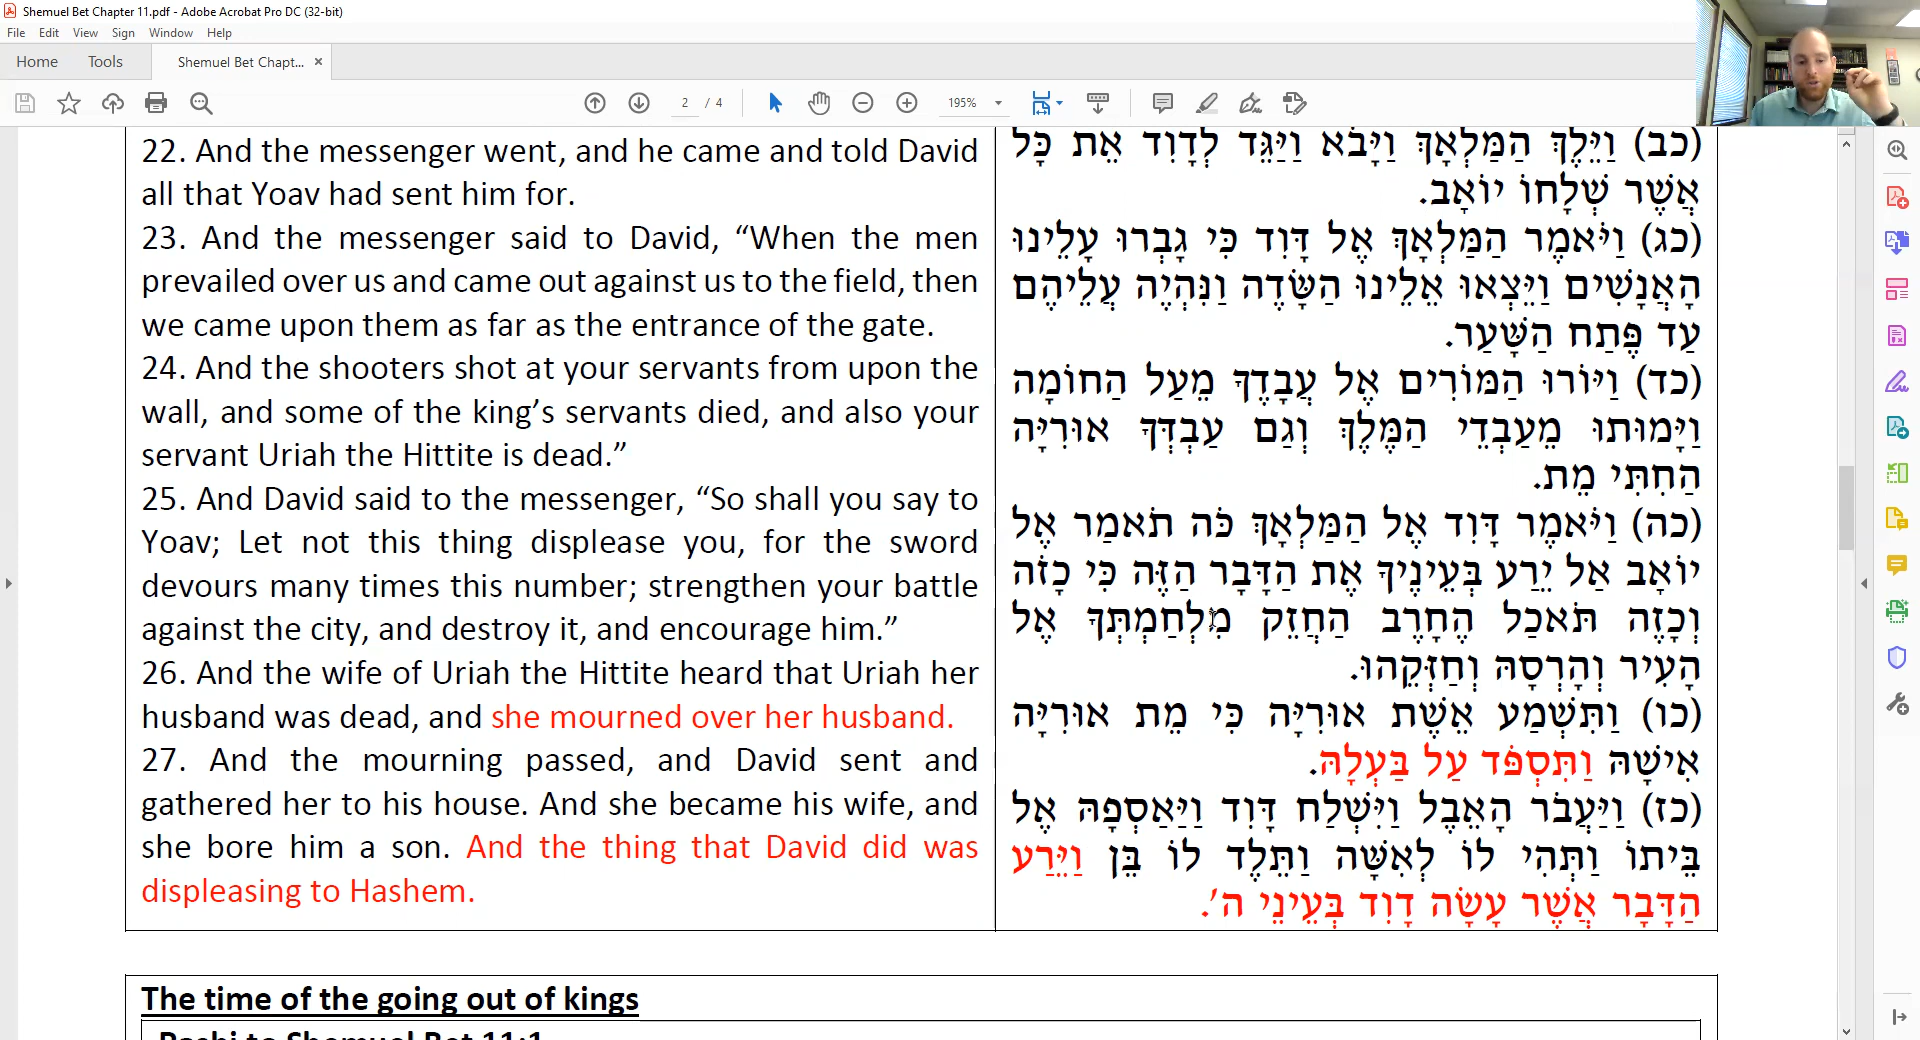 Shemuel Bet Chapter 11.pdf - Adobe Acrobat Pro DC (32-bit)
File Edit View Sign Window Help
Home Tools Shemuel Bet Chapt... ×
2 / 4 195%
22. And the messenger went, and he came and told David
all that Yoav had sent him for.
23. And the messenger said to David, “When the men
prevailed over us and came out against us to the field, then
we came upon them as far as the entrance of the gate.
24. And the shooters shot at your servants from upon the
wall, and some of the king’s servants died, and also your
servant Uriah the Hittite is dead.”
25. And David said to the messenger, “So shall you say to
Yoav; Let not this thing displease you, for the sword
devours many times this number; strengthen your battle
against the city, and destroy it, and encourage him.”
26. And the wife of Uriah the Hittite heard that Uriah her
husband was dead, and she mourned over her husband.
27. And the mourning passed, and David sent and
gathered her to his house. And she became his wife, and
she bore him a son. And the thing that David did was
displeasing to Hashem.
(כב) וַיֵּלֶךְ הַמַּלְאָךְ וַיָּבֹא וַיַּגֵּד לְדָוִד אֵת כָּל
אֲשֶׁר שְׁלָחוֹ יוֹאָב.
(כג) וַיֹּאמֶר הַמַּלְאָךְ אֶל דָּוִד כִּי גָבְרוּ עָלֵינוּ
הָאֲנָשִׁים וַיֵּצְאוּ אֵלֵינוּ הַשָּׂדֶה וַנִּהְיֶה עֲלֵיהֶם
עַד פֶּתַח הַשָּׁעַר.
(כד) וַיּוֹרוּ הַמּוֹרִים אֶל עֲבָדֶךָ מֵעַל הַחוֹמָה
וַיָּמוּתוּ מֵעַבְדֵי הַמֶּלֶךְ וְגַם עַבְדְּךָ אוּרִיָּה
הַחִתִּי מֵת.
(כה) וַיֹּאמֶר דָּוִד אֶל הַמַּלְאָךְ כֹּה תֹאמַר אֶל
יוֹאָב אַל יֵרַע בְּעֵינֶיךָ אֶת הַדָּבָר הַזֶּה כִּי כָזֹה
וְכָזֶה תֹּאכַל הֶחָרֶב הַחֲזֵק מִלְחַמְתְּךָ אֶל
הָעִיר וְהָרְסָהּ וְחַזְּקֵהוּ.
(כו) וַתִּשְׁמַע אֵשֶׁת אוּרִיָּה כִּי מֵת אוּרִיָּה
אִישָׁהּ וַתִּסְפֹּד עַל בַּעְלָהּ.
(כז) וַיַּעֲבֹר הָאֵבֶל וַיִּשְׁלַח דָּוִד וַיַּאַסְפָהּ אֶל
בֵּיתוֹ וַתְּהִי לוֹ לְאִשָּׁה וַתֵּלֶד לוֹ בֵּן וַיֵּרַע
הַדָּבָר אֲשֶׁר עָשָׂה דָוִד בְּעֵינֵי ה'.
The time of the going out of kings
Rashi to Shemuel Bet 11:1